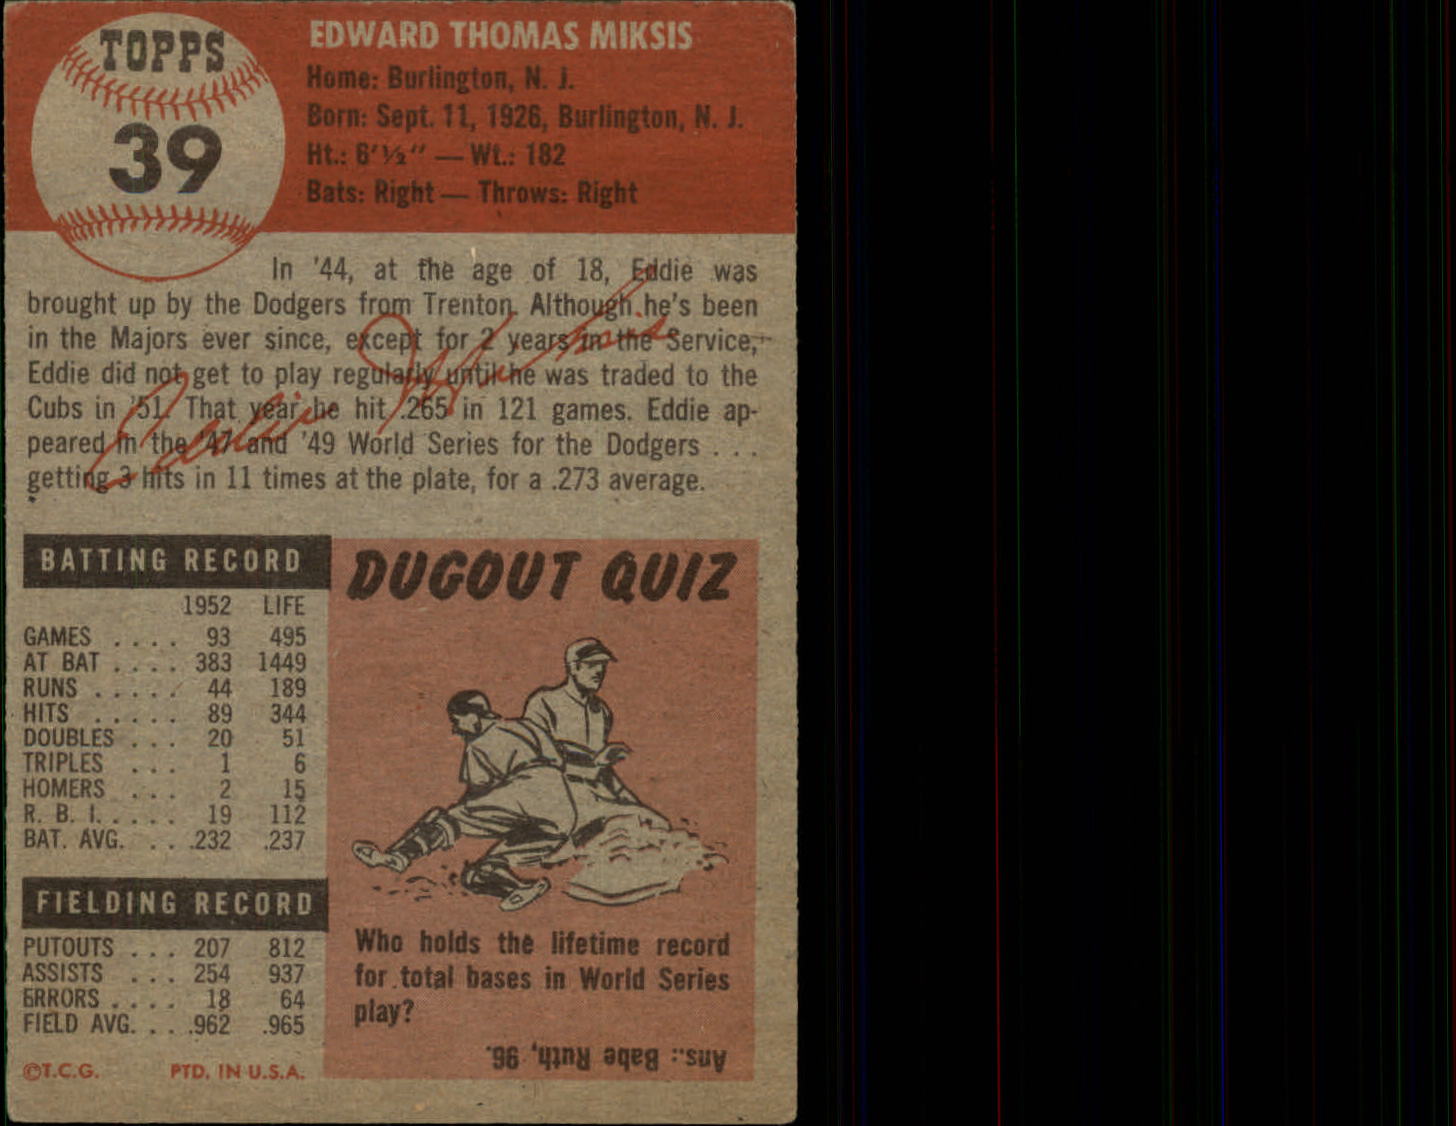 TOPPS
39
EDWARD THOMAS MIKSIS
Home: Burlington, N. J.
Born: Sept. 11, 1926, Burlington, N. J.
Ht.: 6'½" — Wt.: 182
Bats: Right — Throws: Right
In '44, at the age of 18, Eddie was
brought up by the Dodgers from Trenton. Although he's been
in the Majors ever since, except for 2 years in the Service,
Eddie did not get to play regularly until he was traded to the
Cubs in '51. That year he hit .265 in 121 games. Eddie ap-
peared in the '47 and '49 World Series for the Dodgers . . .
getting 3 hits in 11 times at the plate, for a .273 average.
Eddie Miksis
BATTING RECORD
1952 LIFE
GAMES . . . . 93 495
AT BAT . . . . 383 1449
RUNS . . . . . 44 189
HITS . . . . . 89 344
DOUBLES . . . 20 51
TRIPLES . . . 1 6
HOMERS . . . 2 15
R. B. I. . . . . 19 112
BAT. AVG. . . .232 .237
FIELDING RECORD
PUTOUTS . . . 207 812
ASSISTS . . . 254 937
ERRORS . . . . 18 64
FIELD AVG. . . .962 .965
©T.C.G. PTD. IN U.S.A.
DUGOUT QUIZ
Who holds the lifetime record
for total bases in World Series
play?
Ans.: Babe Ruth, 96.